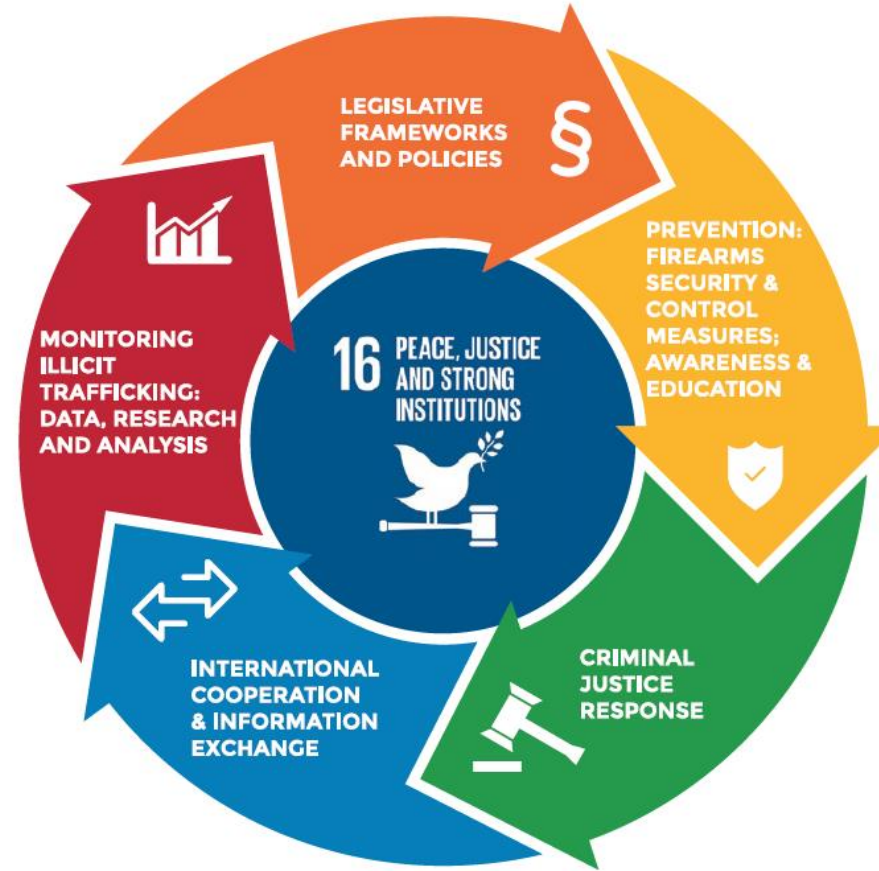 LEGISLATIVE
FRAMEWORKS
AND POLICIES
§
PREVENTION:
FIREARMS
SECURITY &
CONTROL
MEASURES;
AWARENESS &
EDUCATION
CRIMINAL
JUSTICE
RESPONSE
INTERNATIONAL
COOPERATION
& INFORMATION
EXCHANGE
MONITORING
ILLICIT
TRAFFICKING:
DATA, RESEARCH
AND ANALYSIS
16 PEACE, JUSTICE
AND STRONG
INSTITUTIONS